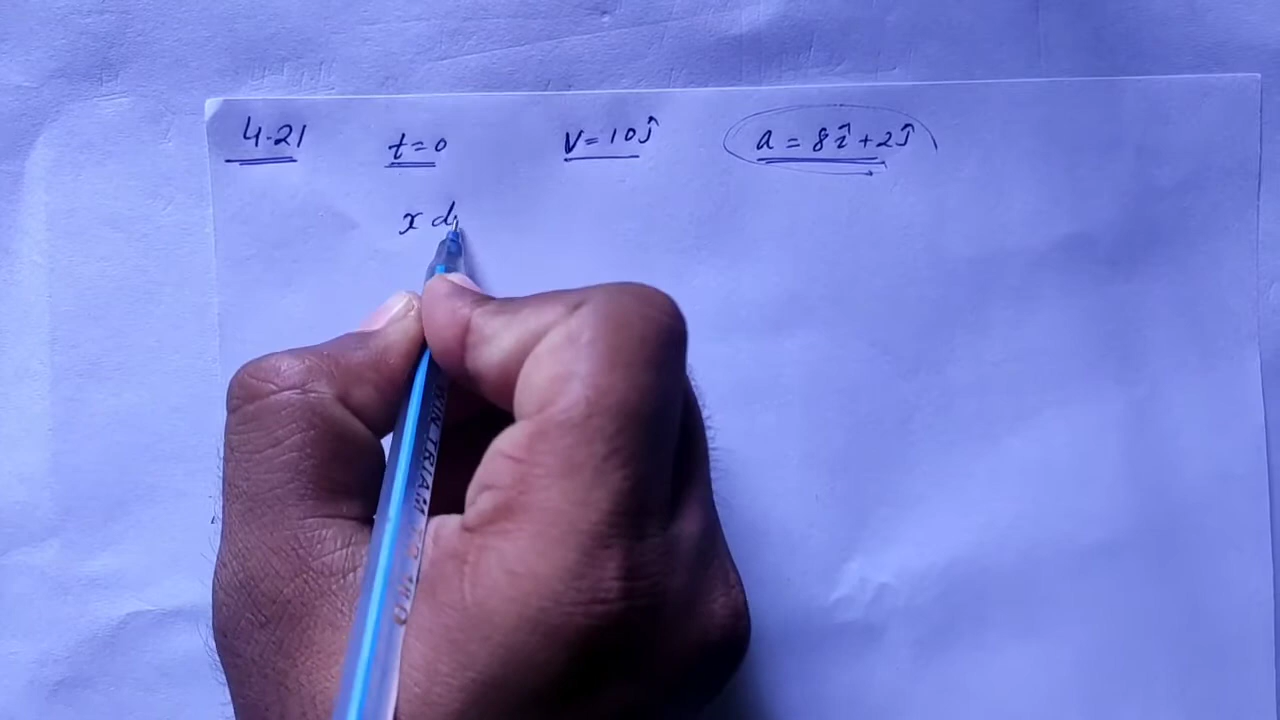 4.21 t=0 V=10ĵ a = 8î+2ĵ
x d